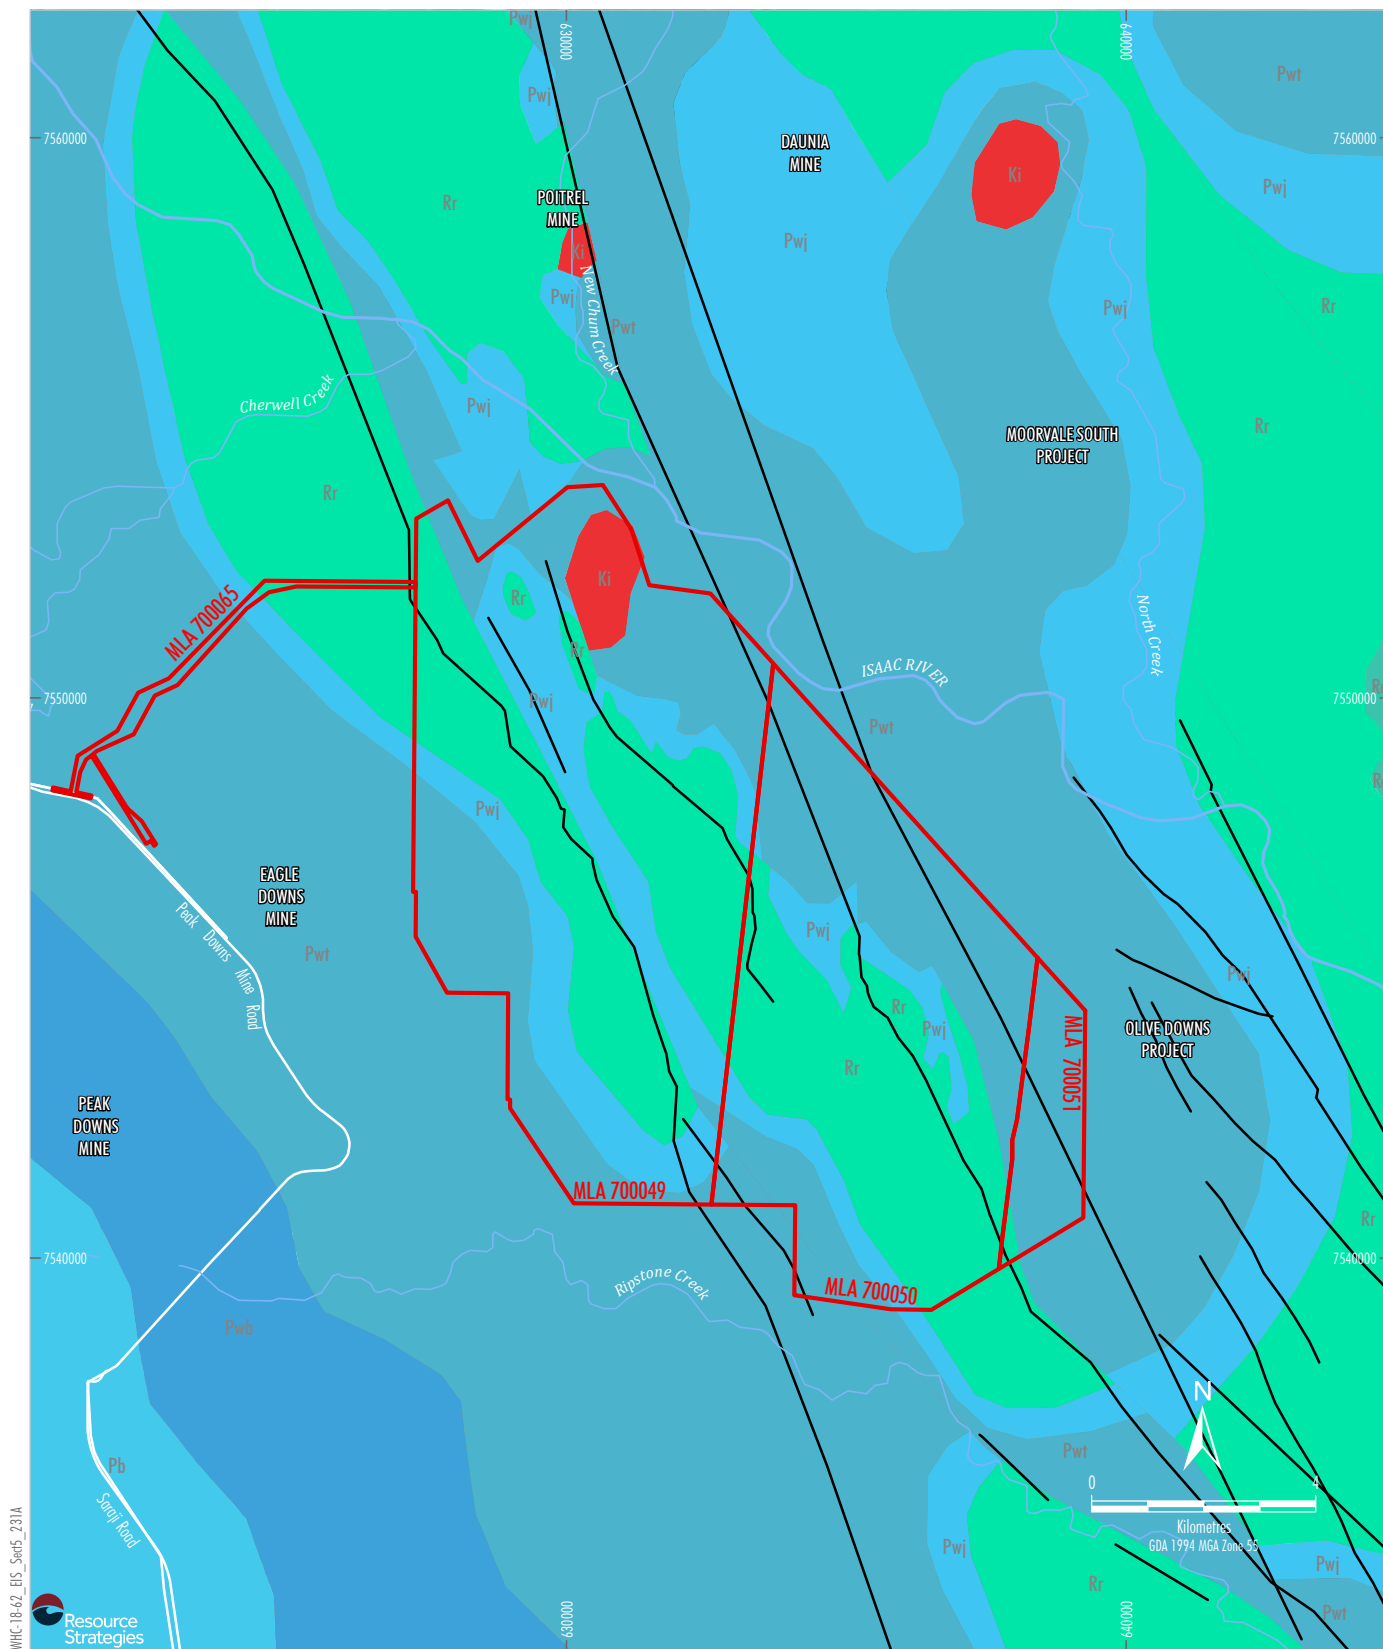 Pwj
630000
640000
Pwt
Pwj
7560000
7560000
DAUNIA
MINE
Ki
Pwj
Rr
POITREL
MINE
Pwj
Ki
Pwj
New Chum Creek
Pwt
Pwj
Rr
Cherwell Creek
Pwj
Rr
MOORVALE SOUTH
PROJECT
Rr
Ki
Rr
MLA 700065
North Creek
Rr
ISAAC RIVER
7550000
7550000
Pwj
Pwt
Pwj
EAGLE
DOWNS
MINE
Peak Downs Mine Road
Pwt
Pwj
Pwj
Rr
Pwj
MLA 700051
OLIVE DOWNS
PROJECT
Rr
PEAK
DOWNS
MINE
MLA 700049
Rr
7540000
7540000
Ripstone Creek
MLA 700050
Pwb
N
Pwt
Pb
0
4
Saraji Road
Kilometres
GDA 1994 MGA Zone 55
Pwj
Pwj
Rr
Pwt
630000
640000
WHC-18-62_EIS_Sect5_231A
Resource
Strategies